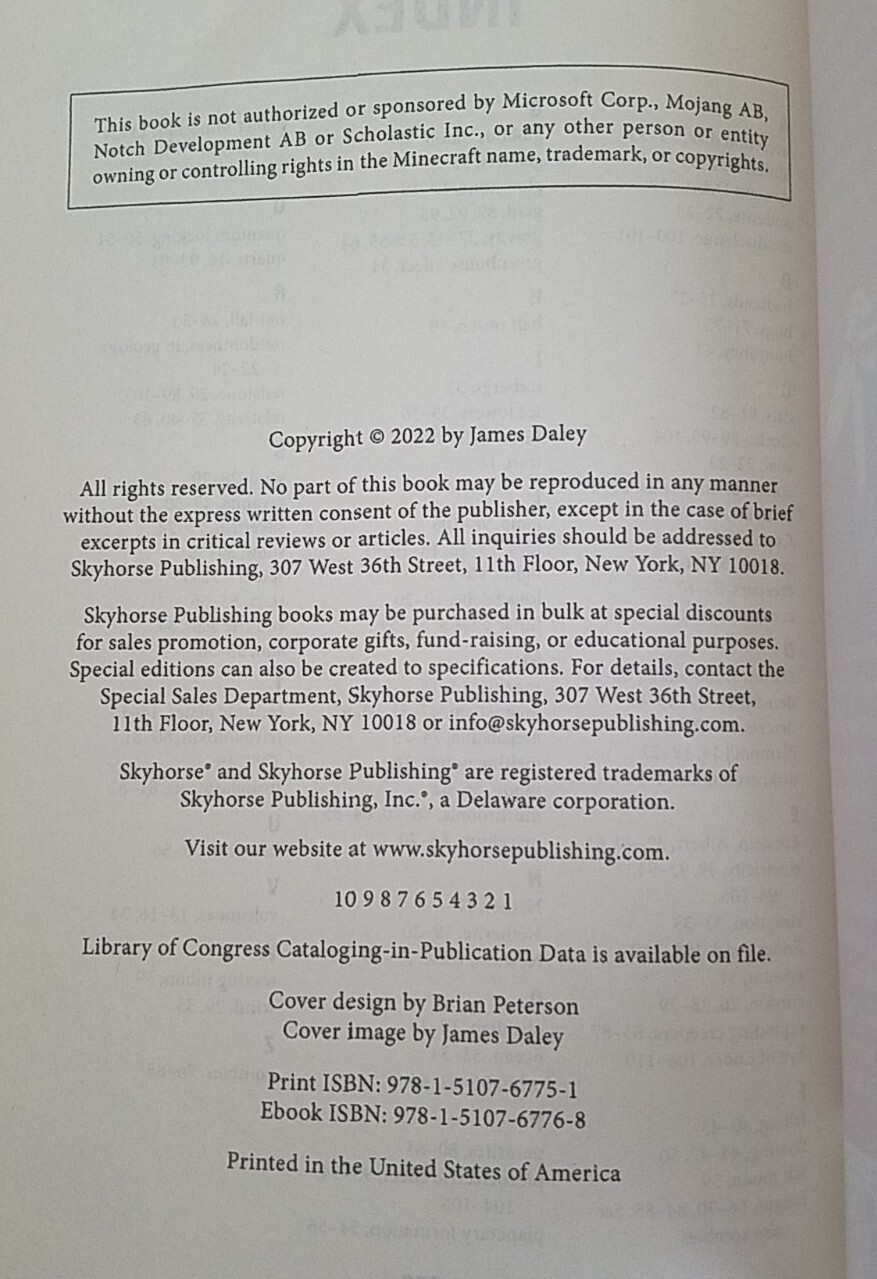 This book is not authorized or sponsored by Microsoft Corp., Mojang AB,
Notch Development AB or Scholastic Inc., or any other person or entity
owning or controlling rights in the Minecraft name, trademark, or copyrights.
Copyright © 2022 by James Daley
All rights reserved. No part of this book may be reproduced in any manner
without the express written consent of the publisher, except in the case of brief
excerpts in critical reviews or articles. All inquiries should be addressed to
Skyhorse Publishing, 307 West 36th Street, 11th Floor, New York, NY 10018.
Skyhorse Publishing books may be purchased in bulk at special discounts
for sales promotion, corporate gifts, fund-raising, or educational purposes.
Special editions can also be created to specifications. For details, contact the
Special Sales Department, Skyhorse Publishing, 307 West 36th Street,
11th Floor, New York, NY 10018 or info@skyhorsepublishing.com.
Skyhorse® and Skyhorse Publishing® are registered trademarks of
Skyhorse Publishing, Inc.®, a Delaware corporation.
Visit our website at www.skyhorsepublishing.com.
10 9 8 7 6 5 4 3 2 1
Library of Congress Cataloging-in-Publication Data is available on file.
Cover design by Brian Peterson
Cover image by James Daley
Print ISBN: 978-1-5107-6775-1
Ebook ISBN: 978-1-5107-6776-8
Printed in the United States of America